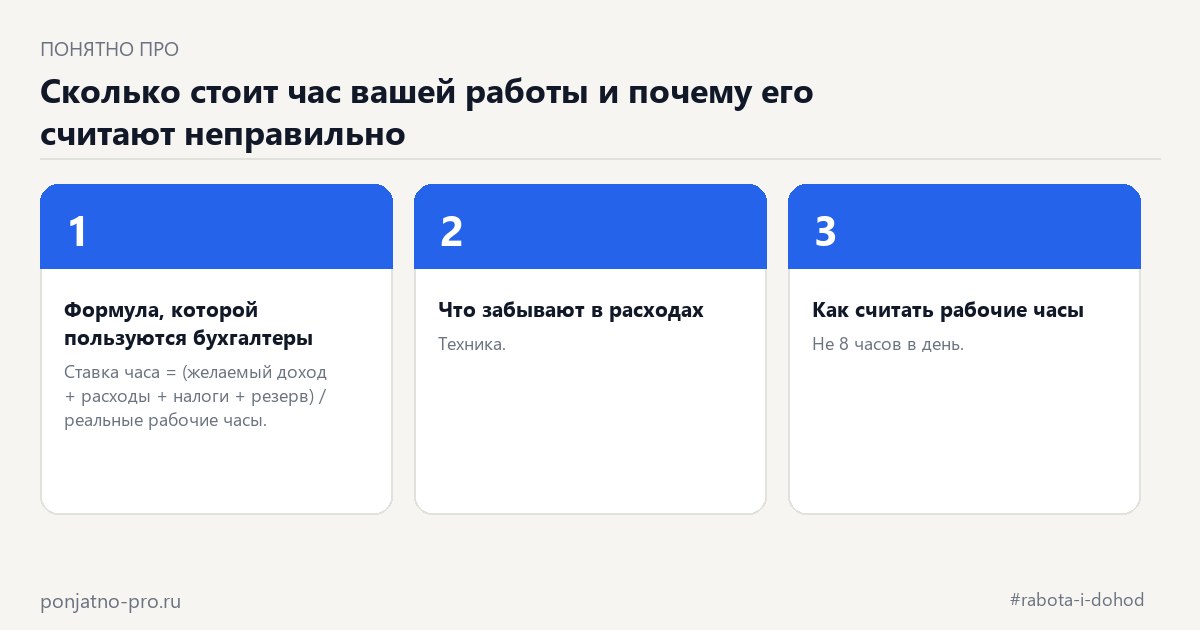 ПОНЯТНО ПРО
Сколько стоит час вашей работы и почему его
считают неправильно
1
Формула, которой
пользуются бухгалтеры
Ставка часа = (желаемый доход
+ расходы + налоги + резерв) /
реальные рабочие часы.
2
Что забывают в расходах
Техника.
3
Как считать рабочие часы
Не 8 часов в день.
ponjatno-pro.ru
#rabota-i-dohod